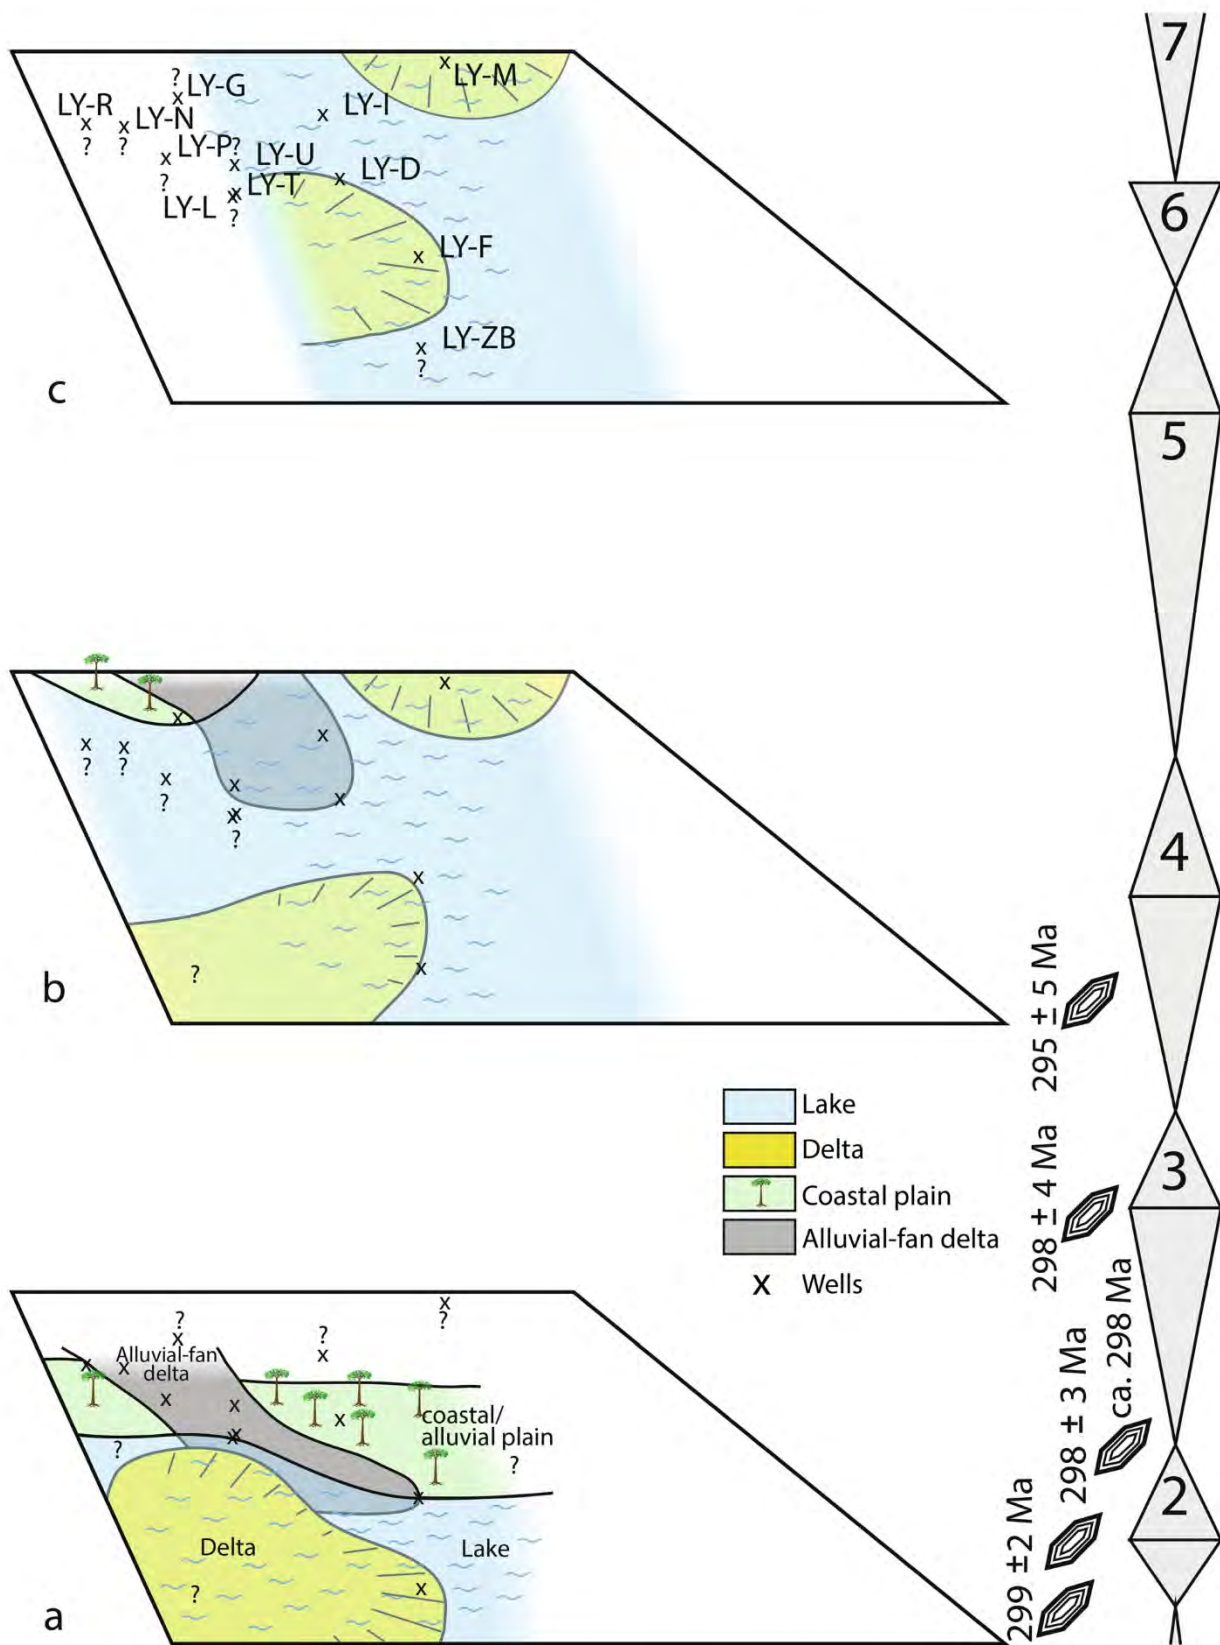 7
?
LY-G
x
LY-M
x
LY-R
x
?
x
LY-N
?
x
LY-I
LY-P
x
?
?
x
LY-U
LY-T
x
LY-D
LY-L
x
?
6
x
LY-F
LY-ZB
x
?
c
5
x
x
x
?
x
?
x
?
x
x
x
x
?
4
x
x
?
b
295 ± 5 Ma
Lake
Delta
Coastal plain
Alluvial-fan delta
x Wells
298 ± 4 Ma
3
?
x
?
x
x
?
x
x
Alluvial-fan
delta
x
x
x
x
coastal/
alluvial plain
?
?
x
298 ± 3 Ma
ca. 298 Ma
2
Delta
Lake
?
x
299 ±2 Ma
a